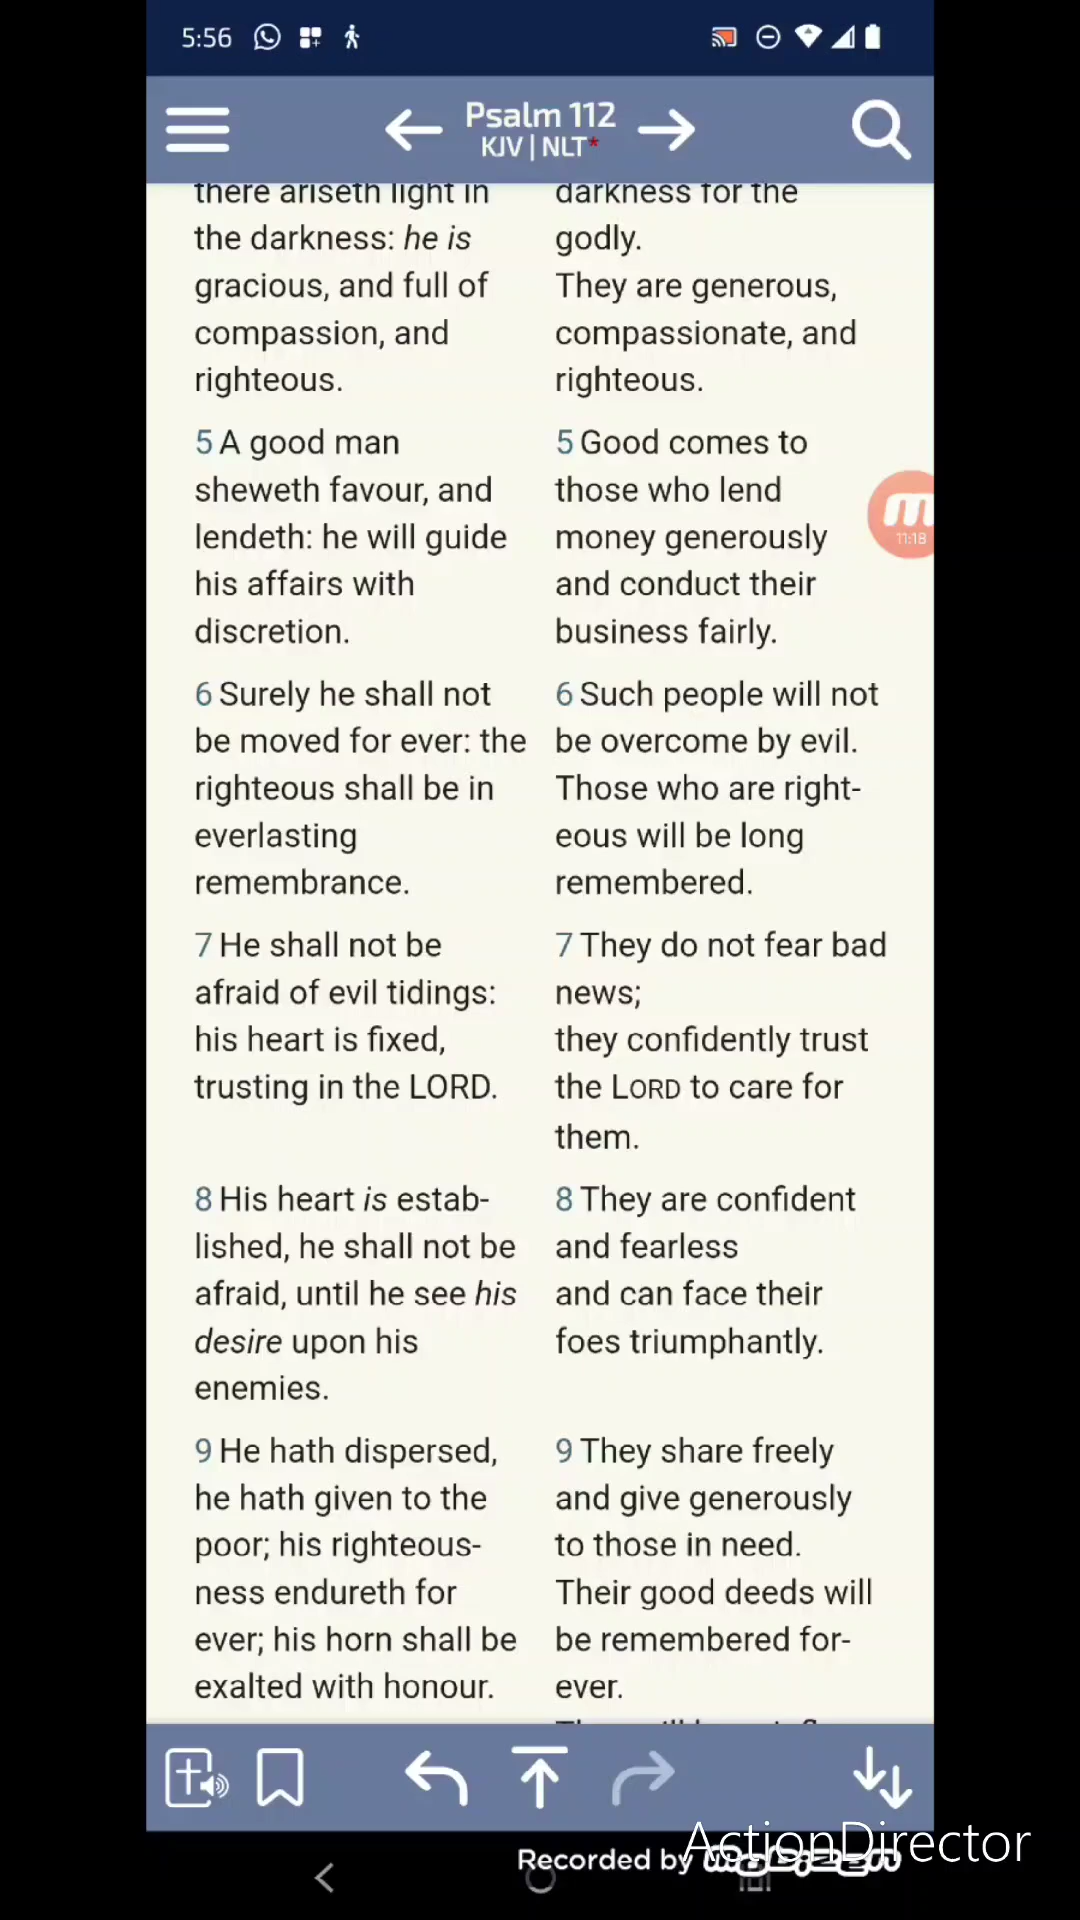 5:56
Psalm 112
KJV | NLT*
there ariseth light in
the darkness: he is
gracious, and full of
compassion, and
righteous.
5 A good man
sheweth favour, and
lendeth: he will guide
his affairs with
discretion.
6 Surely he shall not
be moved for ever: the
righteous shall be in
everlasting
remembrance.
7 He shall not be
afraid of evil tidings:
his heart is fixed,
trusting in the LORD.
8 His heart is estab-
lished, he shall not be
afraid, until he see his
desire upon his
enemies.
9 He hath dispersed,
he hath given to the
poor; his righteous-
ness endureth for
ever; his horn shall be
exalted with honour.
darkness for the
godly.
They are generous,
compassionate, and
righteous.
5 Good comes to
those who lend
money generously
and conduct their
business fairly.
6 Such people will not
be overcome by evil.
Those who are right-
eous will be long
remembered.
7 They do not fear bad
news;
they confidently trust
the LORD to care for
them.
8 They are confident
and fearless
and can face their
foes triumphantly.
9 They share freely
and give generously
to those in need.
Their good deeds will
be remembered for-
ever.
m
11:18
ActionDirector
Recorded by